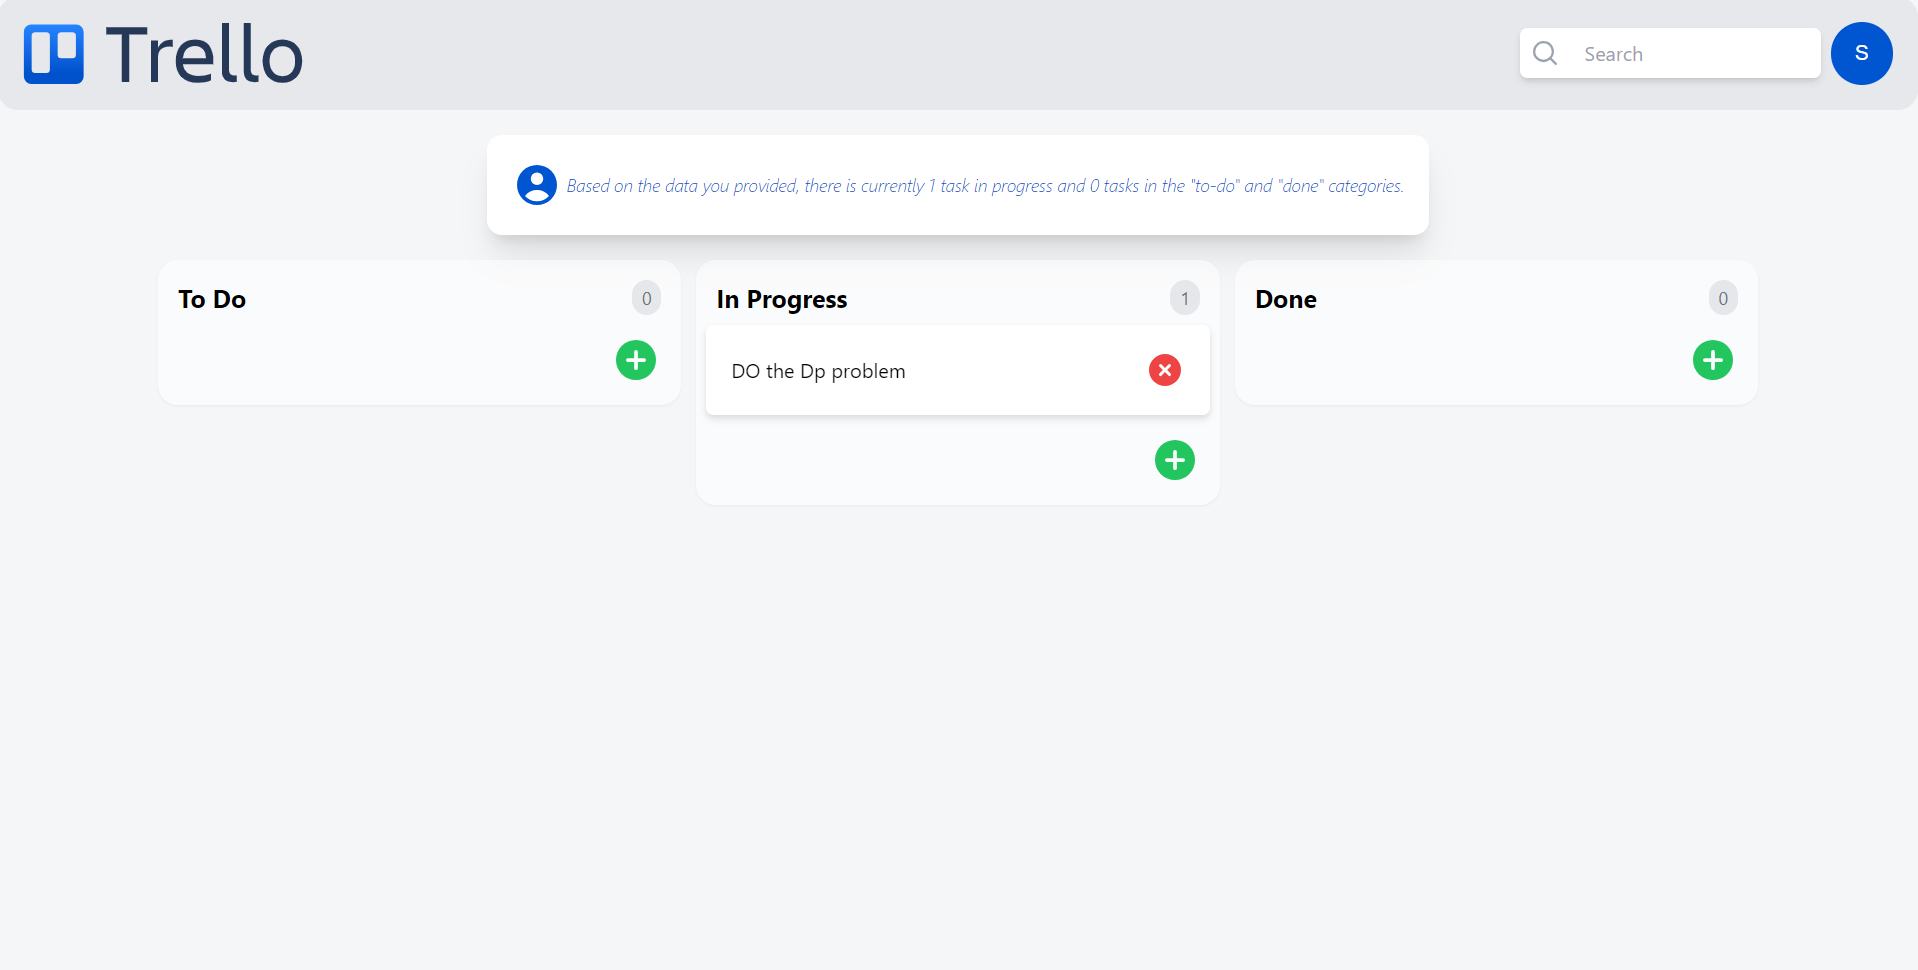 Trello
Search
S
Based on the data you provided, there is currently 1 task in progress and 0 tasks in the "to-do" and "done" categories.
To Do
0
In Progress
1
DO the Dp problem
Done
0